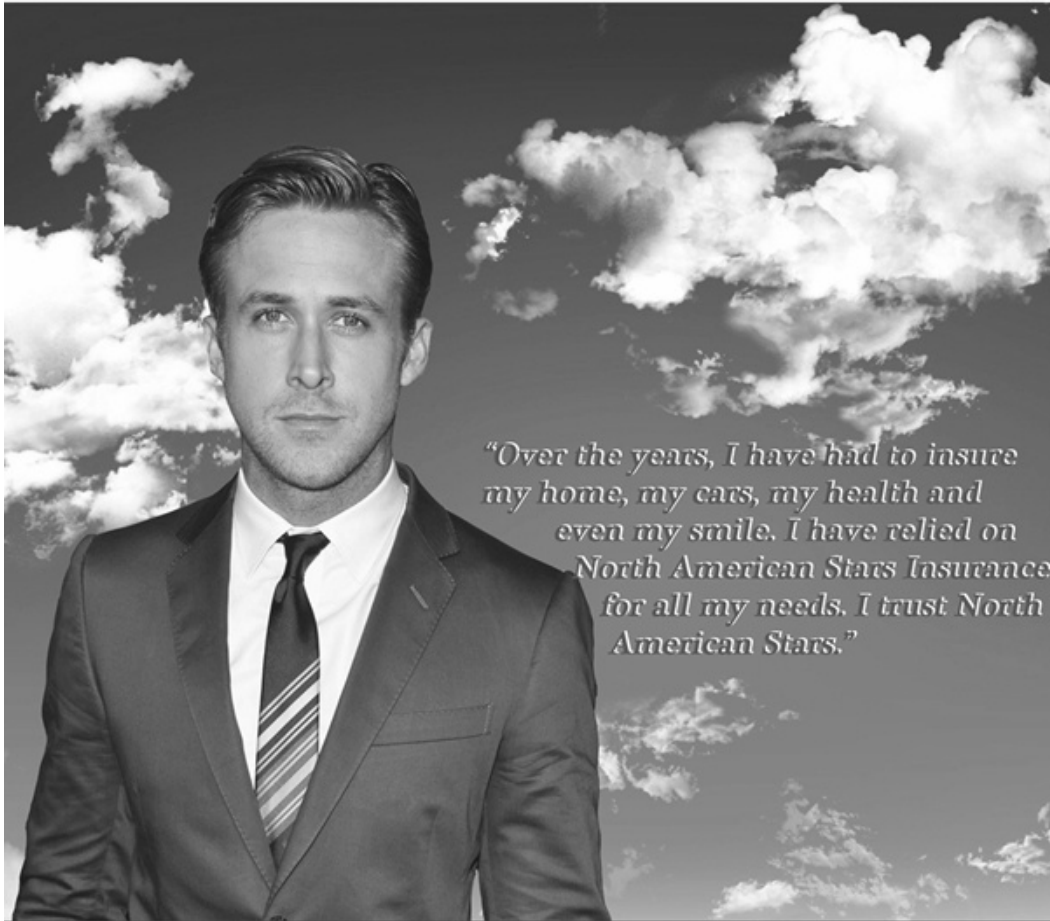 “Over the years, I have had to insure
my home, my cars, my health and
even my smile. I have relied on
North American Stars Insurance
for all my needs. I trust North
American Stars.”